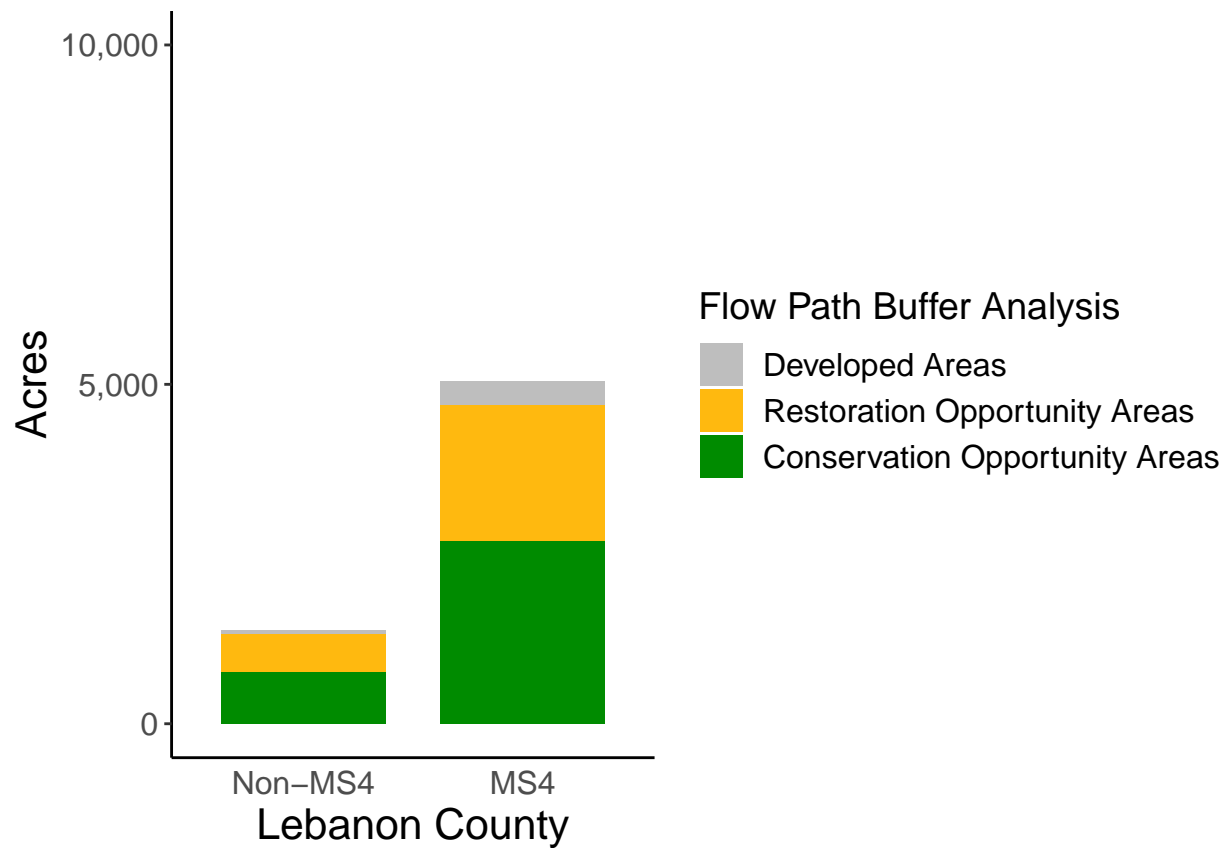 10,000
5,000
0
Acres
Non−MS4
MS4
Lebanon County
Flow Path Buffer Analysis
Developed Areas
Restoration Opportunity Areas
Conservation Opportunity Areas